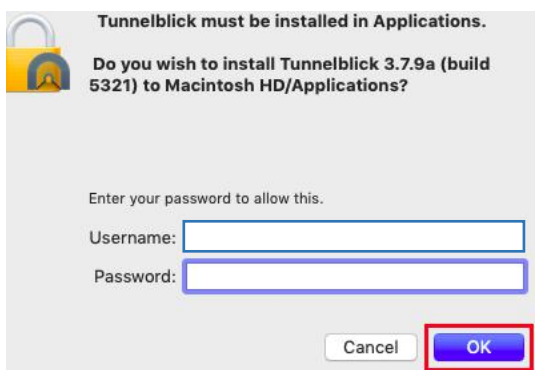 Tunnelblick must be installed in Applications.
Do you wish to install Tunnelblick 3.7.9a (build
5321) to Macintosh HD/Applications?
Enter your password to allow this.
Username:
Password:
Cancel
OK